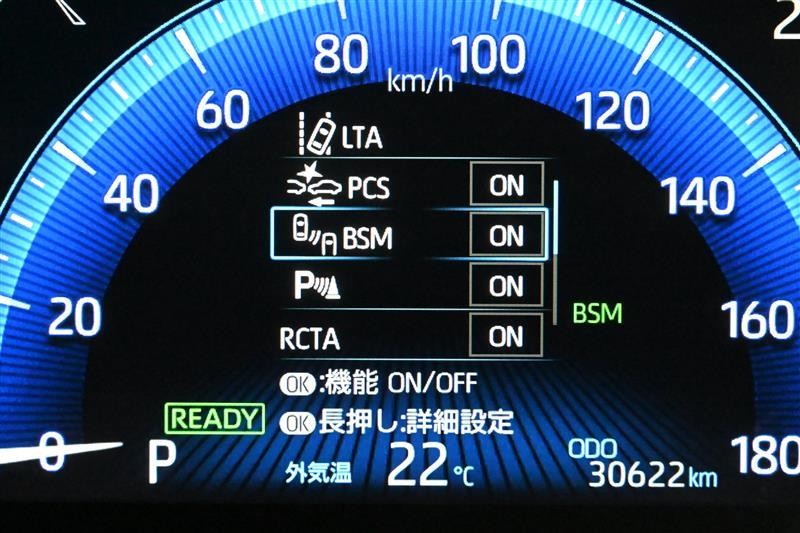 2
80
100
km/h
60
120
LTA
40
PCS ON
140
BSM ON
P ON
20
BSM
160
RCTA ON
OK:機能 ON/OFF
READY
OK長押し:詳細設定
0
P
外気温 22℃
ODO
30622km
180